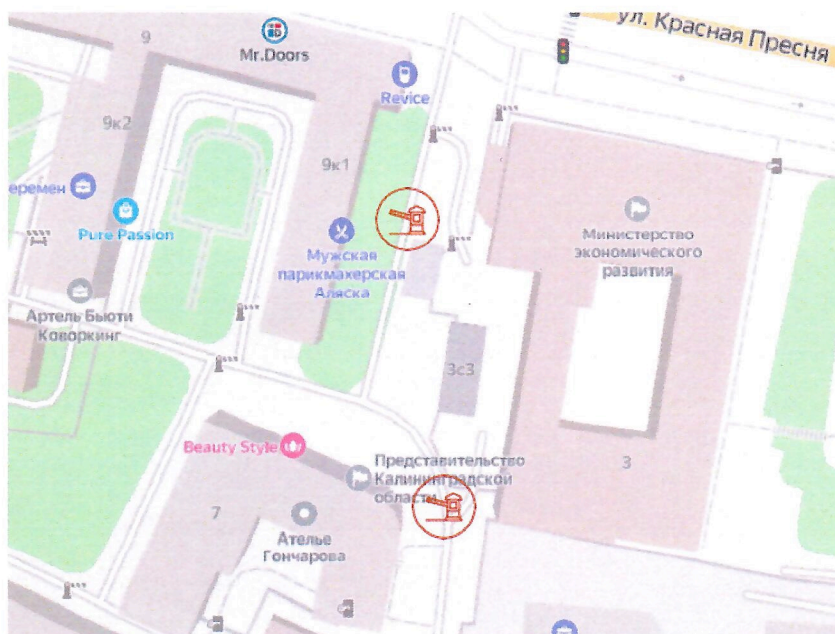 ул. Красная Пресня
9
Mr.Doors
Revice
9к2
9к1
еремен
Pure Passion
Мужская
парикмахерская
Аляска
Министерство
экономического
развития
Артель Бьюти
Коворкинг
3с3
Beauty Style
Представительство
Калининградской
области
3
7
Ателье
Гончарова